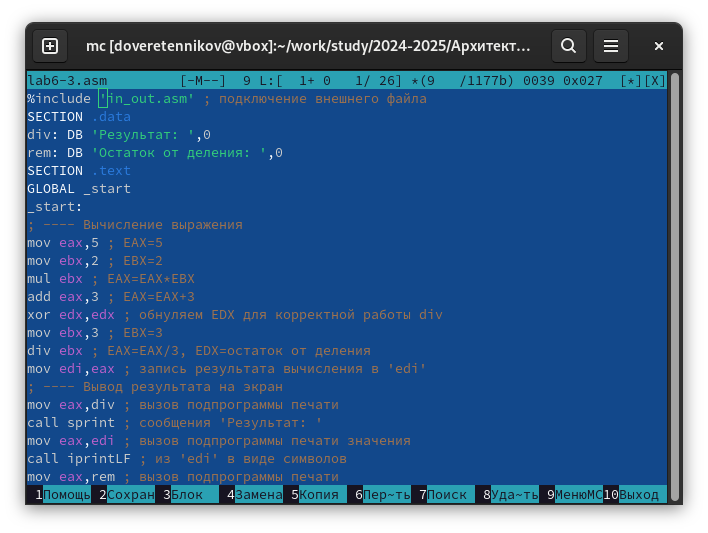 mc [doveretennikov@vbox]:~/work/study/2024-2025/Архитект...
lab6-3.asm [-M--] 9 L:[ 1+ 0 1/ 26] *(9 /1177b) 0039 0x027 [*][X]
%include 'in_out.asm' ; подключение внешнего файла
SECTION .data
div: DB 'Результат: ',0
rem: DB 'Остаток от деления: ',0
SECTION .text
GLOBAL _start
_start:
; ---- Вычисление выражения
mov eax,5 ; EAX=5
mov ebx,2 ; EBX=2
mul ebx ; EAX=EAX*EBX
add eax,3 ; EAX=EAX+3
xor edx,edx ; обнуляем EDX для корректной работы div
mov ebx,3 ; EBX=3
div ebx ; EAX=EAX/3, EDX=остаток от деления
mov edi,eax ; запись результата вычисления в 'edi'
; ---- Вывод результата на экран
mov eax,div ; вызов подпрограммы печати
call sprint ; сообщения 'Результат: '
mov eax,edi ; вызов подпрограммы печати значения
call iprintLF ; из 'edi' в виде символов
mov eax,rem ; вызов подпрограммы печати
1Помощь 2Сохран 3Блок 4Замена 5Копия 6Пер~ть 7Поиск 8Уда~ть 9МенюMC 10Выход